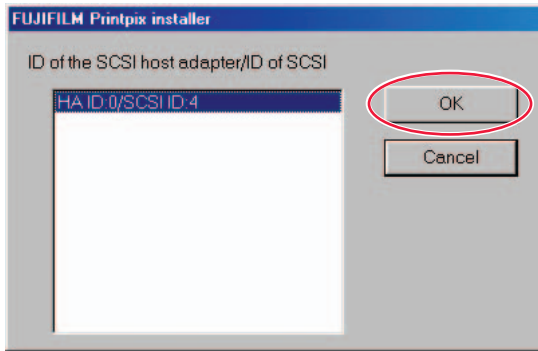 FUJIFILM Printpix installer
ID of the SCSI host adapter/ID of SCSI
HA ID:0/SCSI ID:4
OK
Cancel